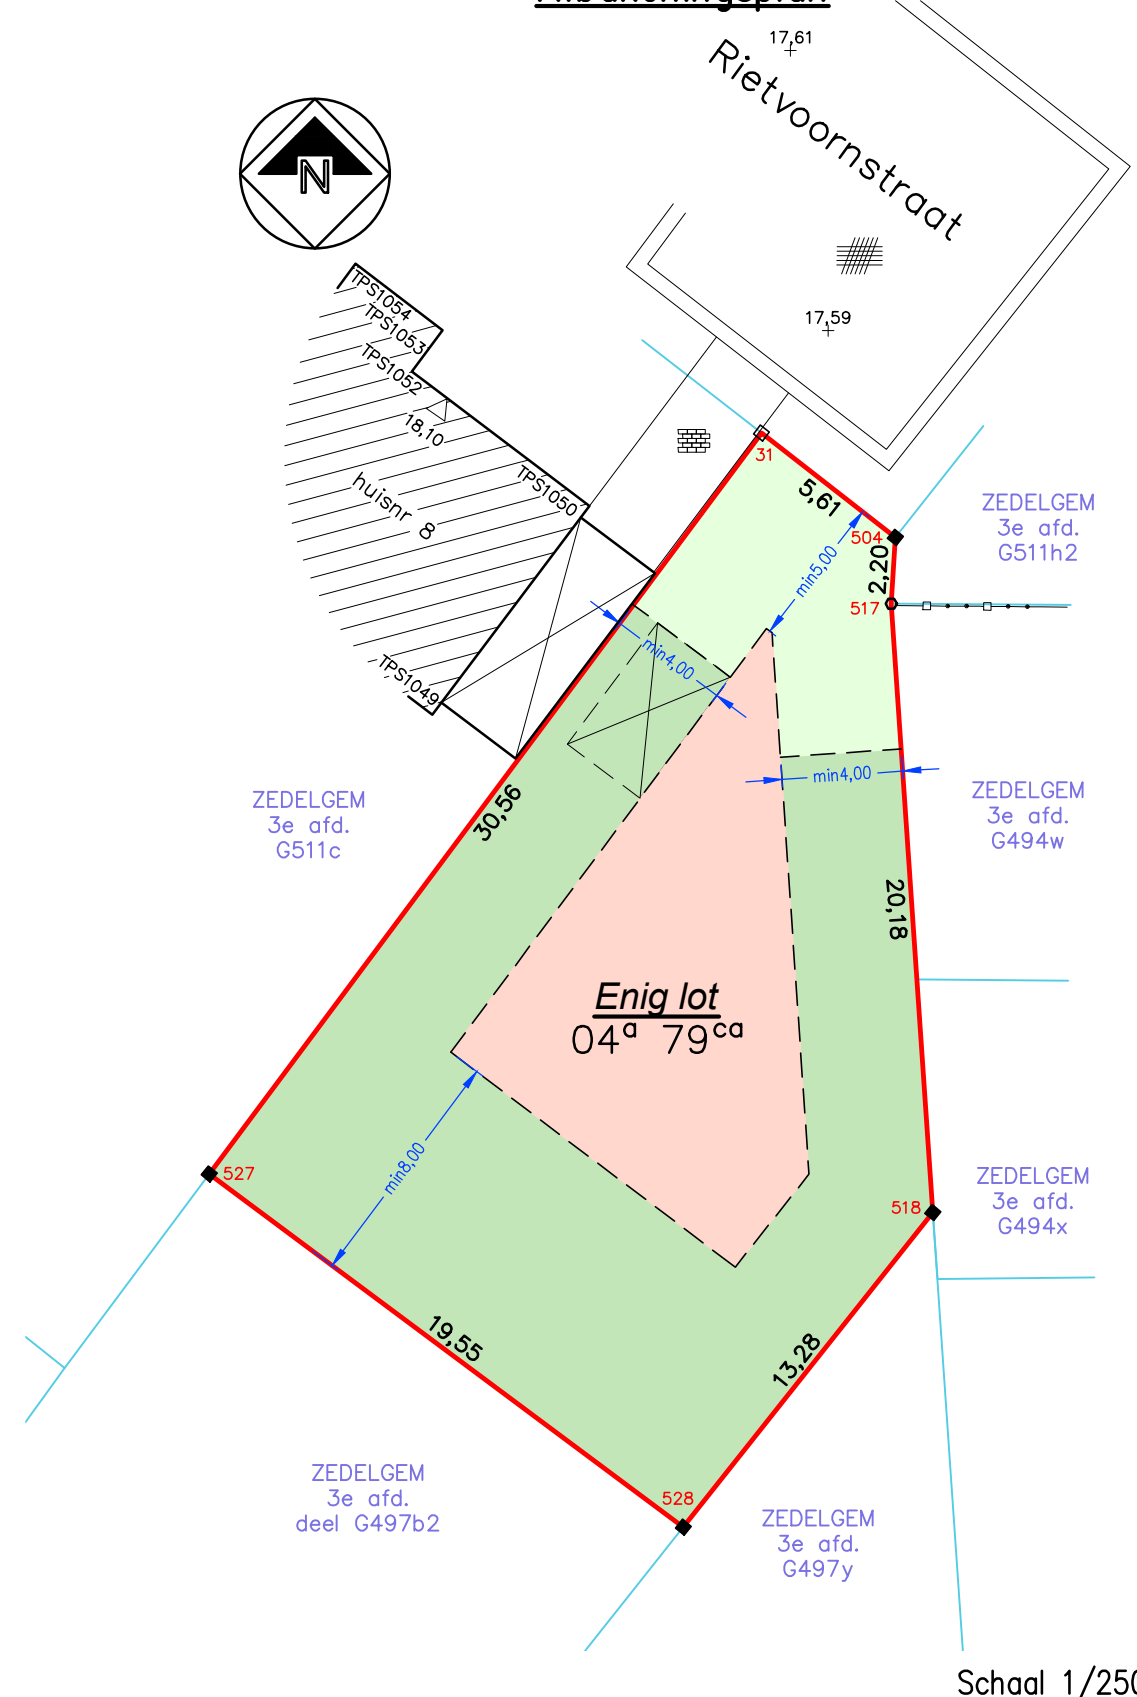 17,61
Rietvoornstraat
N
17,59
TPS1054
TPS1053
TPS1052
18,10
TPS1050
huisnr 8
TPS1049
31
5,61
504
2,20
517
min5,00
min4,00
min4,00
ZEDELGEM
3e afd.
G511h2
ZEDELGEM
3e afd.
G511c
30,56
ZEDELGEM
3e afd.
G494w
20,18
Enig lot
04a 79ca
min8,00
527
518
ZEDELGEM
3e afd.
G494x
19,55
13,28
528
ZEDELGEM
3e afd.
deel G497b2
ZEDELGEM
3e afd.
G497y
Schaal 1/250